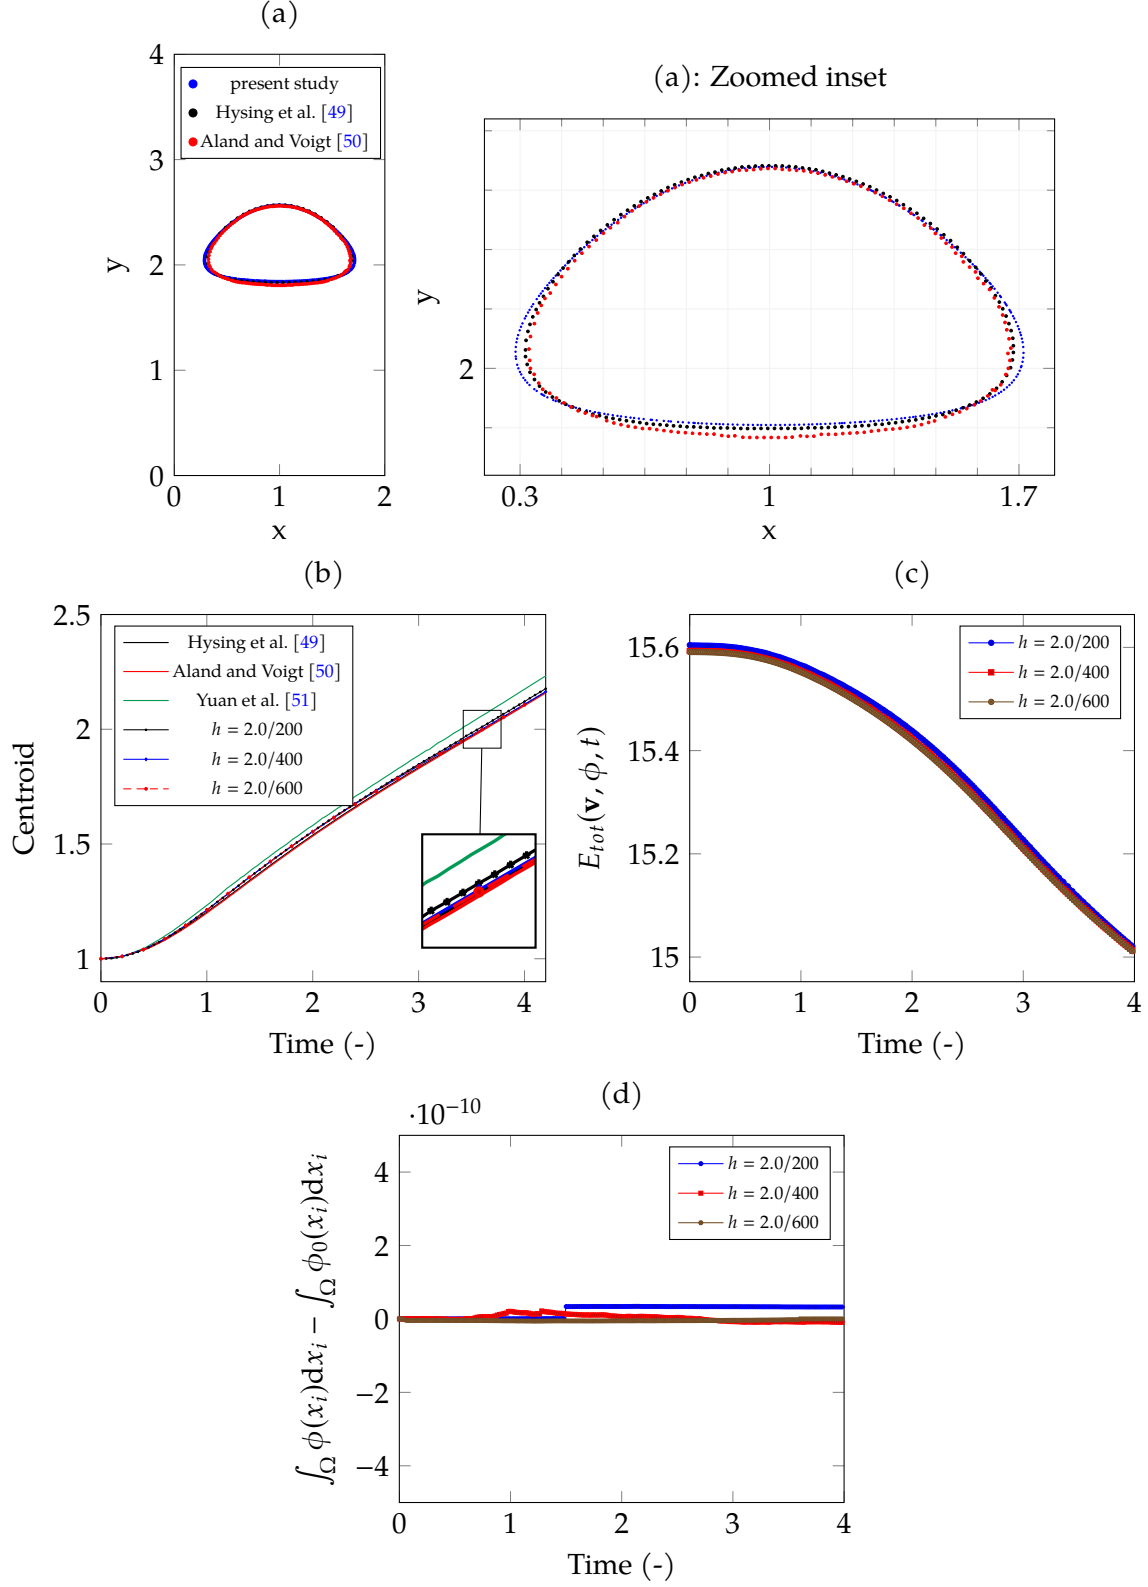 (a)
4
3
2
1
0
y
present study
Hysing et al. [49]
Aland and Voigt [50]
0 1 2
x
(a): Zoomed inset
y
2
0.3 1 1.7
x
(b)
2.5
2
1.5
1
Centroid
Hysing et al. [49]
Aland and Voigt [50]
Yuan et al. [51]
h = 2.0/200
h = 2.0/400
h = 2.0/600
0 1 2 3 4
Time (-)
(c)
15.6
15.4
15.2
15
E_{tot}(v, ϕ, t)
h = 2.0/200
h = 2.0/400
h = 2.0/600
0 1 2 3 4
Time (-)
(d)
·10⁻¹⁰
4
2
0
−2
−4
∫_Ω ϕ(x_i)dx_i − ∫_Ω ϕ_0(x_i)dx_i
h = 2.0/200
h = 2.0/400
h = 2.0/600
0 1 2 3 4
Time (-)